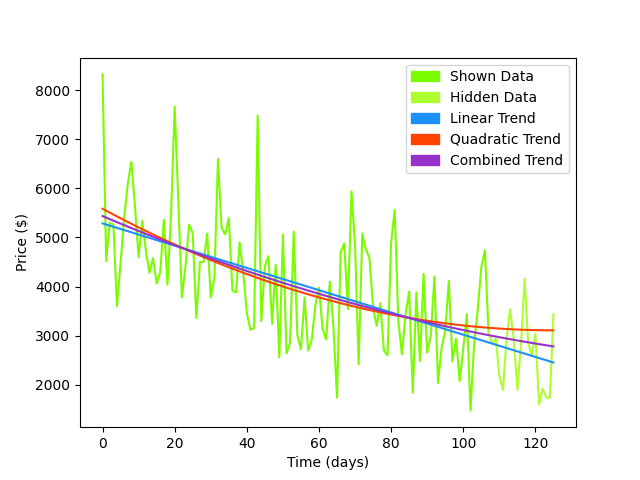 Shown Data
Hidden Data
Linear Trend
Quadratic Trend
Combined Trend
8000
7000
6000
5000
4000
3000
2000
Price ($)
0 20 40 60 80 100 120
Time (days)